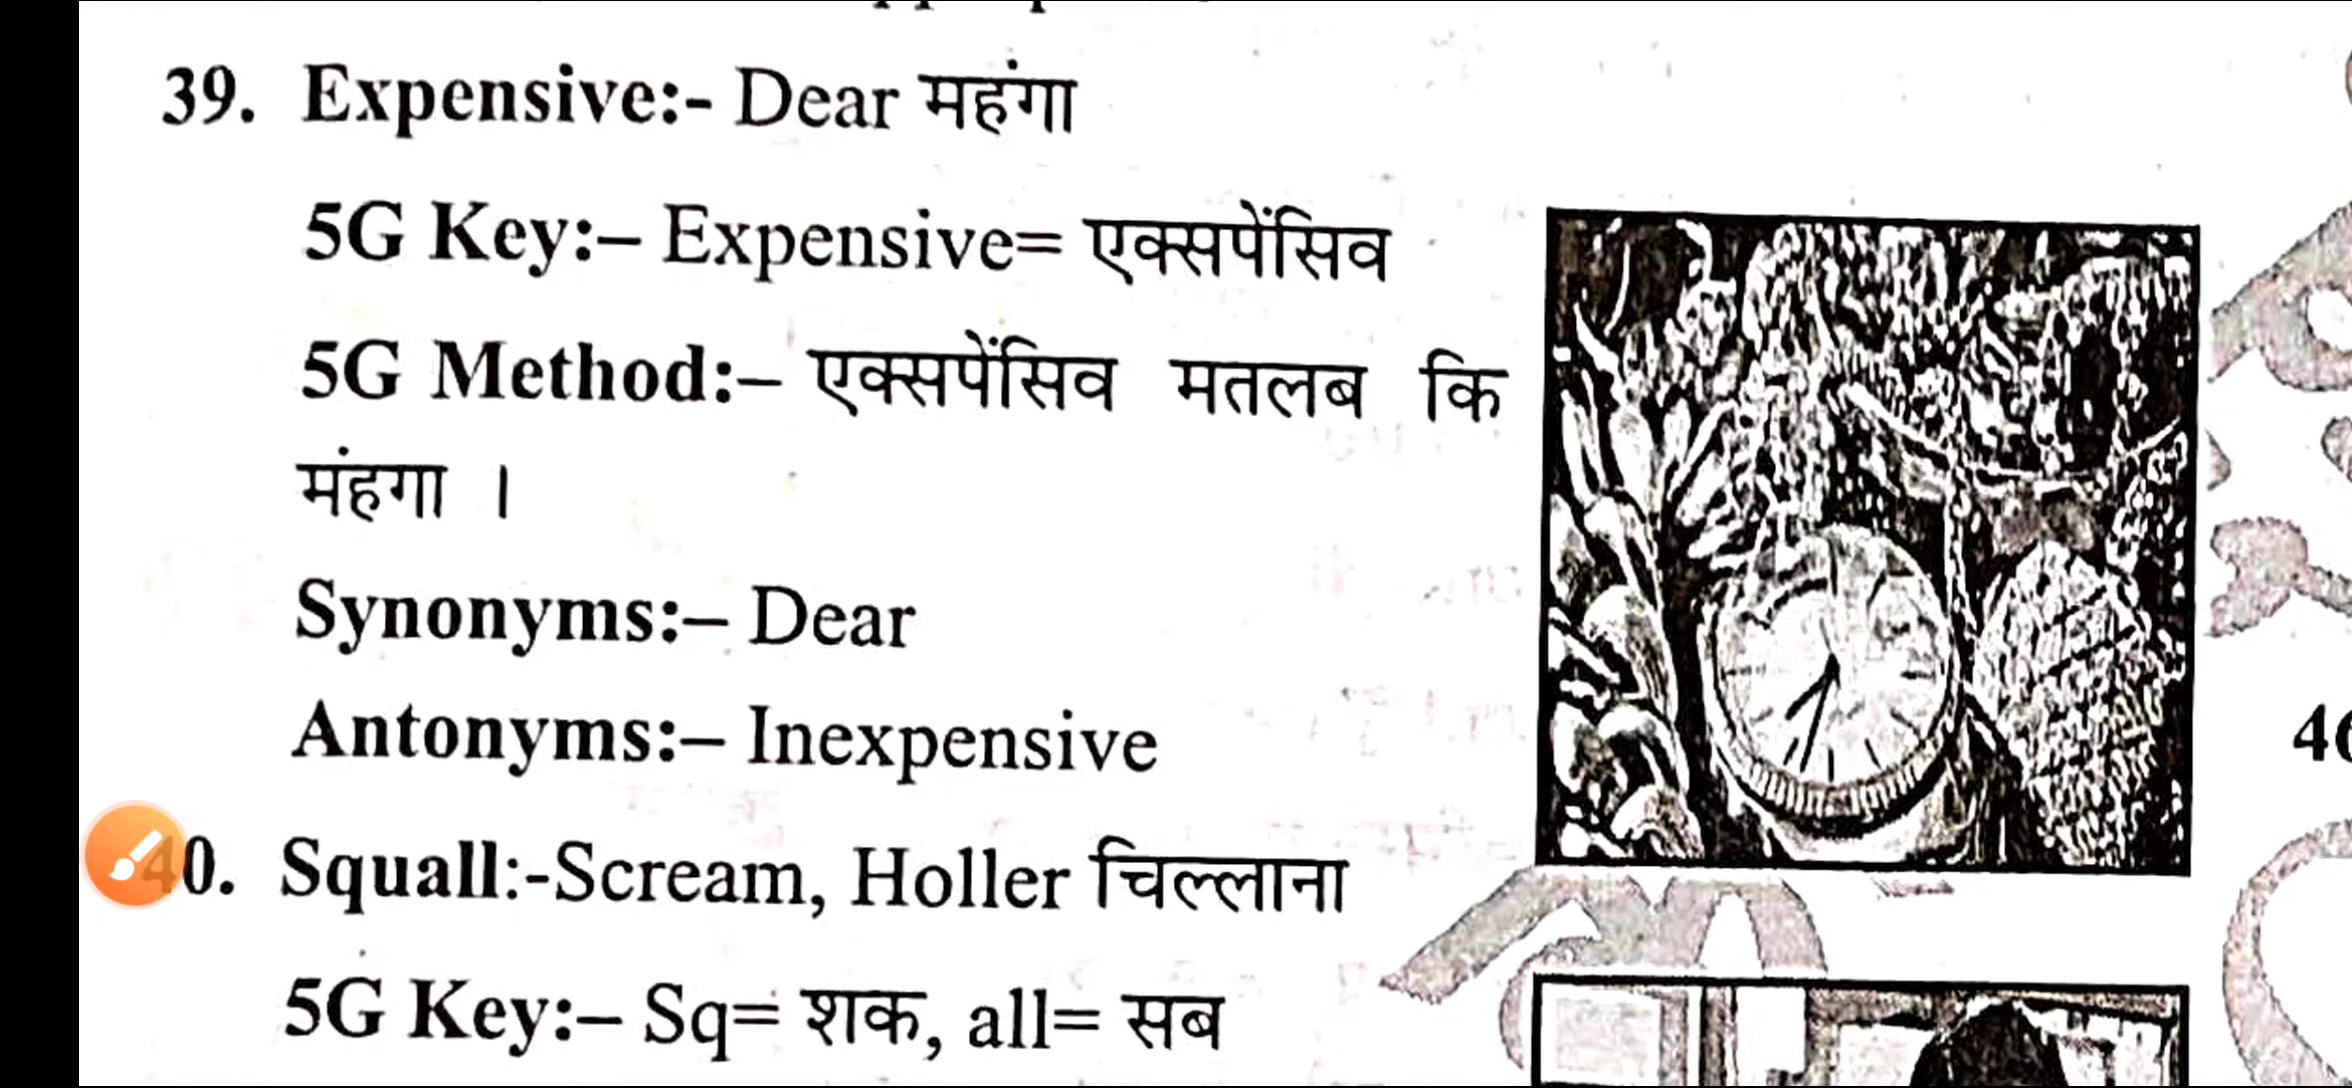 39. Expensive:- Dear महंगा
5G Key:– Expensive= एक्सपेंसिव
5G Method:– एक्सपेंसिव मतलब कि
मंहगा ।
Synonyms:– Dear
Antonyms:– Inexpensive
40. Squall:-Scream, Holler चिल्लाना
5G Key:– Sq= शक, all= सब